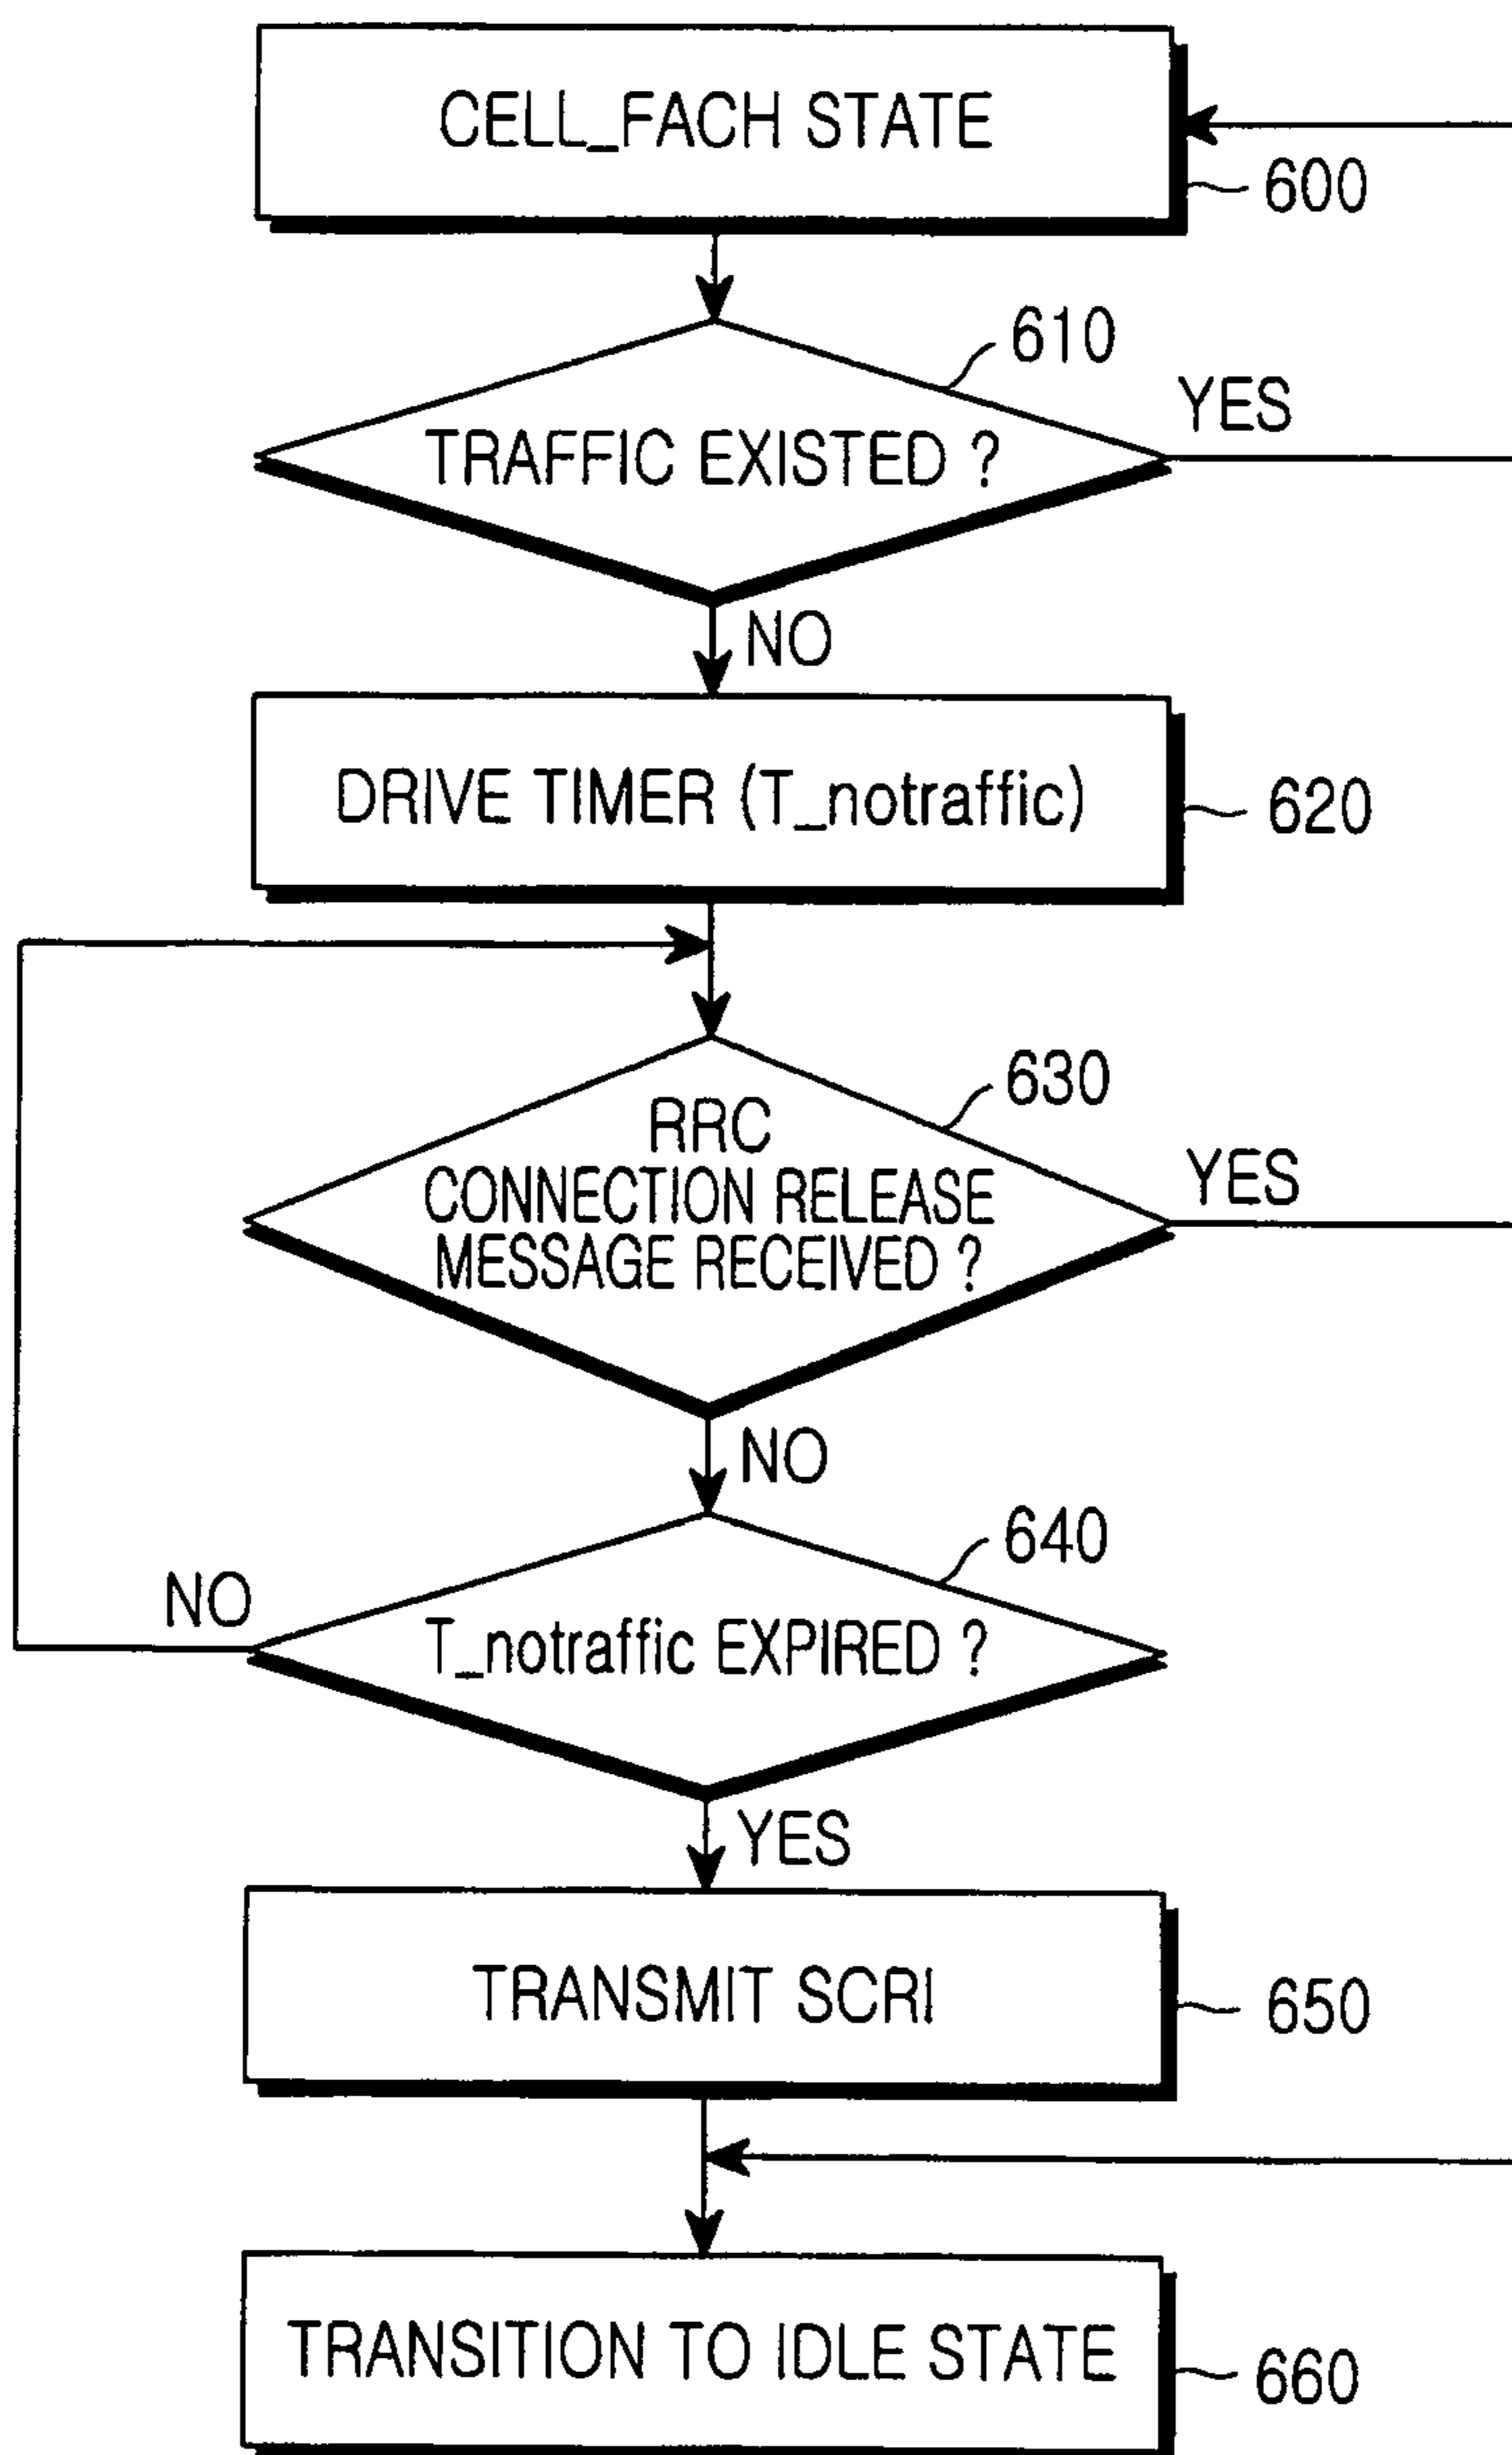 CELL_FACH STATE
600
610
YES
TRAFFIC EXISTED ?
NO
DRIVE TIMER (T_notraffic)
620
630
RRC
CONNECTION RELEASE
MESSAGE RECEIVED ?
YES
NO
640
NO
T_notraffic EXPIRED ?
YES
TRANSMIT SCRI
650
TRANSITION TO IDLE STATE
660